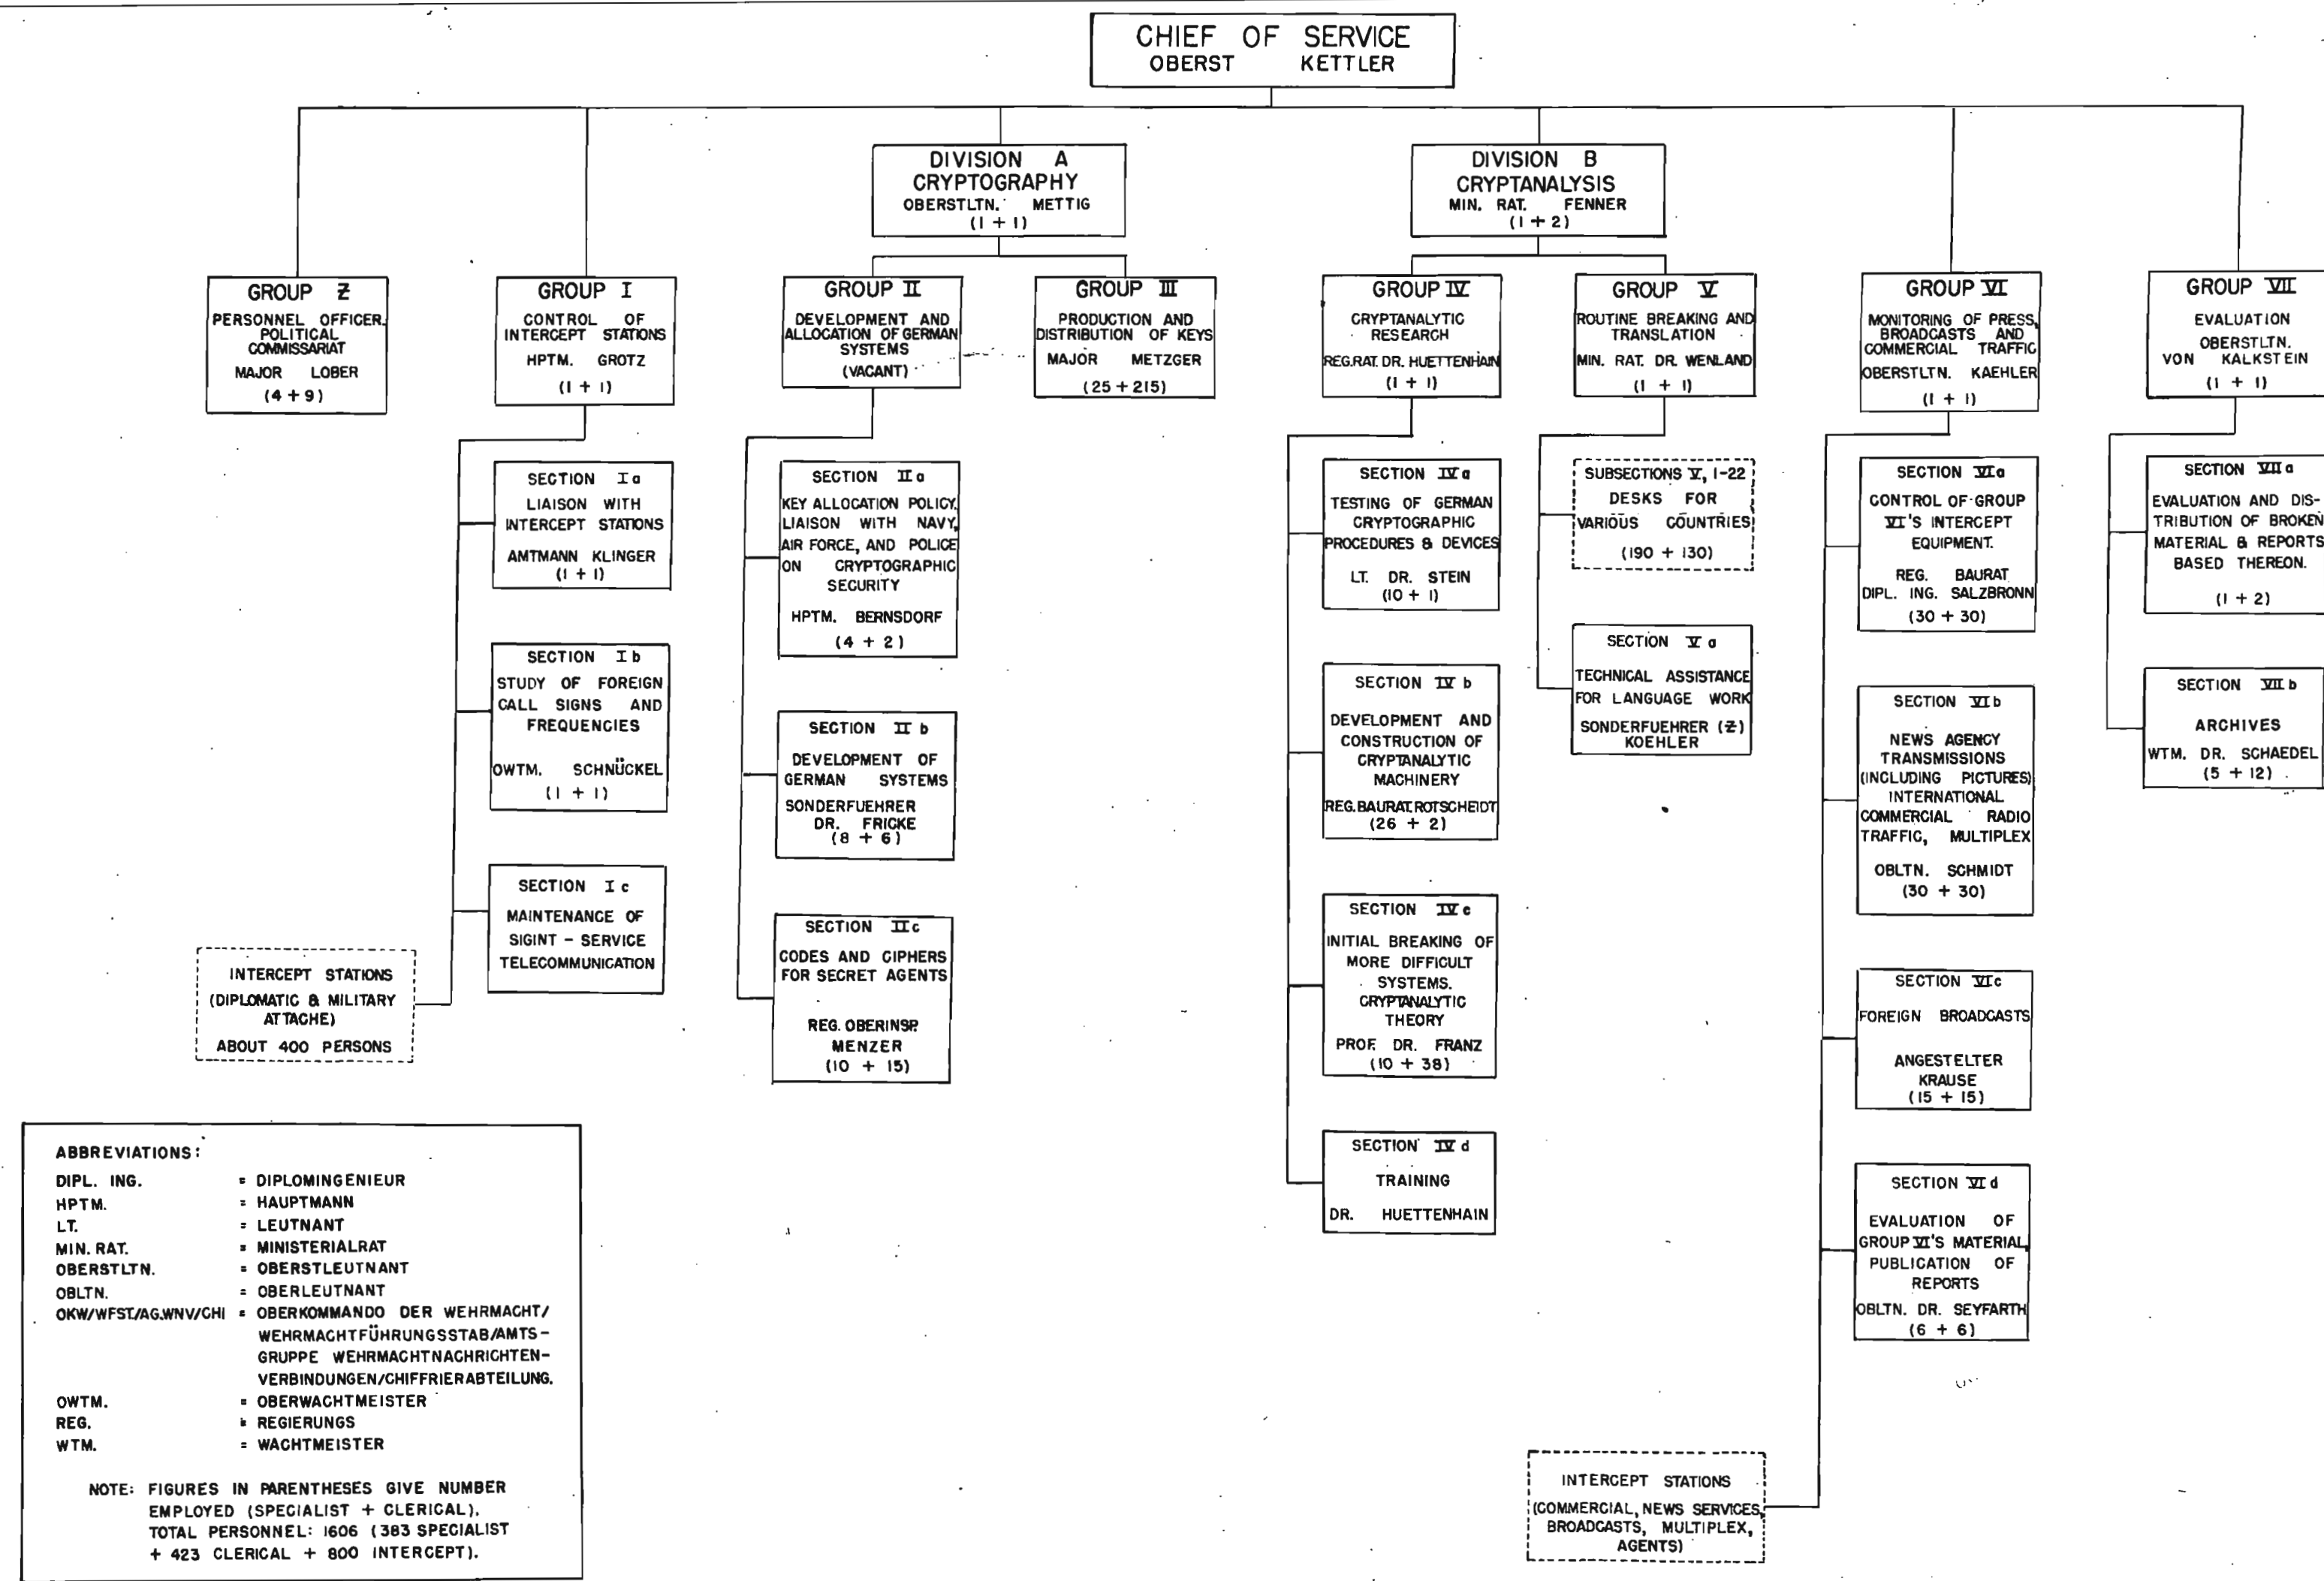 CHIEF OF SERVICE
OBERST KETTLER
DIVISION A
CRYPTOGRAPHY
OBERSTLTN. METTIG
(1 + 1)
DIVISION B
CRYPTANALYSIS
MIN. RAT. FENNER
(1 + 2)
GROUP Z
PERSONNEL OFFICER.
POLITICAL
COMMISSARIAT
MAJOR LOBER
(4 + 9)
GROUP I
CONTROL OF
INTERCEPT STATIONS
HPTM. GROTZ
(1 + 1)
GROUP II
DEVELOPMENT AND
ALLOCATION OF GERMAN
SYSTEMS
(VACANT)
GROUP III
PRODUCTION AND
DISTRIBUTION OF KEYS
MAJOR METZGER
(25 + 215)
GROUP IV
CRYPTANALYTIC
RESEARCH
REG.RAT. DR. HUETTENHAIN
(1 + 1)
GROUP V
ROUTINE BREAKING AND
TRANSLATION
MIN. RAT. DR. WENLAND
(1 + 1)
GROUP VI
MONITORING OF PRESS,
BROADCASTS AND
COMMERCIAL TRAFFIC
OBERSTLTN. KAEHLER
(1 + 1)
GROUP VII
EVALUATION
OBERSTLTN.
VON KALKSTEIN
(1 + 1)
SECTION I a
LIAISON WITH
INTERCEPT STATIONS
AMTMANN KLINGER
(1 + 1)
SECTION I b
STUDY OF FOREIGN
CALL SIGNS AND
FREQUENCIES
OWTM. SCHNÜCKEL
(1 + 1)
SECTION I c
MAINTENANCE OF
SIGINT - SERVICE
TELECOMMUNICATION
INTERCEPT STATIONS
(DIPLOMATIC & MILITARY
ATTACHE)
ABOUT 400 PERSONS
SECTION II a
KEY ALLOCATION POLICY.
LIAISON WITH NAVY,
AIR FORCE, AND POLICE
ON CRYPTOGRAPHIC
SECURITY
HPTM. BERNSDORF
(4 + 2)
SECTION II b
DEVELOPMENT OF
GERMAN SYSTEMS
SONDERFUEHRER
DR. FRICKE
(8 + 6)
SECTION II c
CODES AND CIPHERS
FOR SECRET AGENTS
REG. OBERINSP.
MENZER
(10 + 15)
SECTION IV a
TESTING OF GERMAN
CRYPTOGRAPHIC
PROCEDURES & DEVICES
LT. DR. STEIN
(10 + 1)
SECTION IV b
DEVELOPMENT AND
CONSTRUCTION OF
CRYPTANALYTIC
MACHINERY
REG. BAURAT. ROTSCHEIDT
(26 + 2)
SECTION IV c
INITIAL BREAKING OF
MORE DIFFICULT
SYSTEMS.
CRYPTANALYTIC
THEORY
PROF. DR. FRANZ
(10 + 38)
SECTION IV d
TRAINING
DR. HUETTENHAIN
SUBSECTIONS V, 1-22
DESKS FOR
VARIOUS COUNTRIES
(190 + 130)
SECTION V a
TECHNICAL ASSISTANCE
FOR LANGUAGE WORK
SONDERFUEHRER (Z)
KOEHLER
SECTION VI a
CONTROL OF GROUP
VI'S INTERCEPT
EQUIPMENT.
REG. BAURAT
DIPL. ING. SALZBRONN
(30 + 30)
SECTION VI b
NEWS AGENCY
TRANSMISSIONS
(INCLUDING PICTURES)
INTERNATIONAL
COMMERCIAL RADIO
TRAFFIC, MULTIPLEX
OBLTN. SCHMIDT
(30 + 30)
SECTION VI c
FOREIGN BROADCASTS
ANGESTELTER
KRAUSE
(15 + 15)
SECTION VI d
EVALUATION OF
GROUP VI'S MATERIAL,
PUBLICATION OF
REPORTS
OBLTN. DR. SEYFARTH
(6 + 6)
INTERCEPT STATIONS
(COMMERCIAL, NEWS SERVICES,
BROADCASTS, MULTIPLEX,
AGENTS)
SECTION VII a
EVALUATION AND DIS-
TRIBUTION OF BROKEN
MATERIAL & REPORTS
BASED THEREON.
(1 + 2)
SECTION VII b
ARCHIVES
WTM. DR. SCHAEDEL
(5 + 12)
ABBREVIATIONS:
DIPL. ING. = DIPLOMINGENIEUR
HPTM. = HAUPTMANN
LT. = LEUTNANT
MIN. RAT. = MINISTERIALRAT
OBERSTLTN. = OBERSTLEUTNANT
OBLTN. = OBERLEUTNANT
OKW/WFST/AG.WNV/CHI = OBERKOMMANDO DER WEHRMACHT/
WEHRMACHTFÜHRUNGSSTAB/AMTS-
GRUPPE WEHRMACHTNACHRICHTEN-
VERBINDUNGEN/CHIFFRIERABTEILUNG.
OWTM. = OBERWACHTMEISTER
REG. = REGIERUNGS
WTM. = WACHTMEISTER
NOTE: FIGURES IN PARENTHESES GIVE NUMBER
EMPLOYED (SPECIALIST + CLERICAL).
TOTAL PERSONNEL: 1606 (383 SPECIALIST
+ 423 CLERICAL + 800 INTERCEPT).